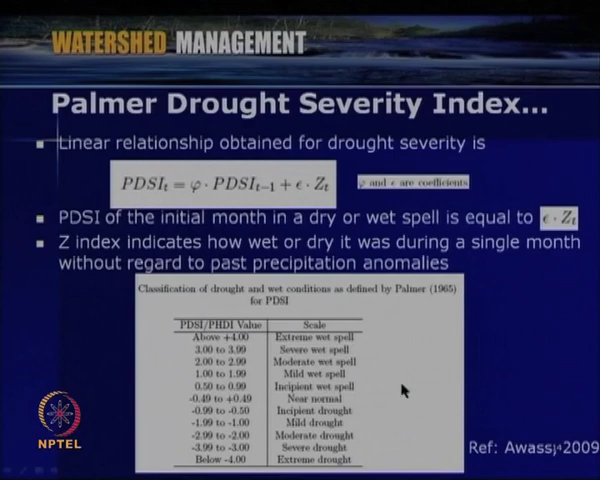 WATERSHED MANAGEMENT
Palmer Drought Severity Index...
Linear relationship obtained for drought severity is
PDSI_t = φ · PDSI_{t−1} + ϵ · Z_t
φ and ϵ are coefficients
PDSI of the initial month in a dry or wet spell is equal to ϵ · Z_t
Z index indicates how wet or dry it was during a single month
without regard to past precipitation anomalies
Classification of drought and wet conditions as defined by Palmer (1965)
for PDSI
PDSI/PHDI Value Scale
Above +4.00 Extreme wet spell
3.00 to 3.99 Severe wet spell
2.00 to 2.99 Moderate wet spell
1.00 to 1.99 Mild wet spell
0.50 to 0.99 Incipient wet spell
-0.49 to +0.49 Near normal
-0.99 to -0.50 Incipient drought
-1.99 to -1.00 Mild drought
-2.99 to -2.00 Moderate drought
-3.99 to -3.00 Severe drought
Below -4.00 Extreme drought
NPTEL
Ref: Awass, 2009